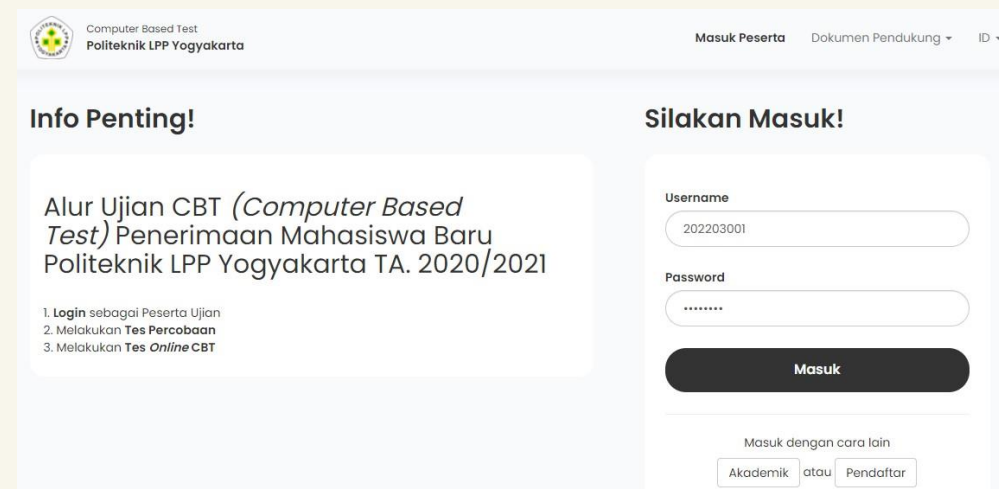 Computer Based Test
Politeknik LPP Yogyakarta
Masuk Peserta
Dokumen Pendukung
ID
Info Penting!
Alur Ujian CBT (Computer Based
Test) Penerimaan Mahasiswa Baru
Politeknik LPP Yogyakarta TA. 2020/2021
1. Login sebagai Peserta Ujian
2. Melakukan Tes Percobaan
3. Melakukan Tes Online CBT
Silakan Masuk!
Username
202203001
Password
••••••••
Masuk
Masuk dengan cara lain
Akademik atau Pendaftar